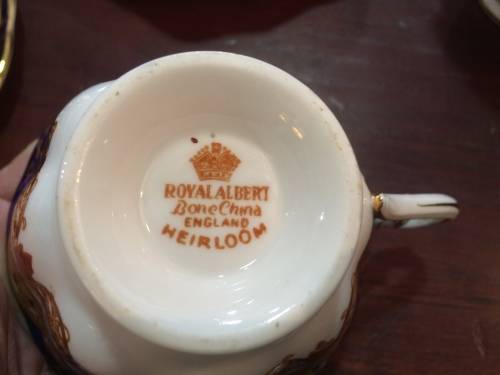 ROYAL ALBERT
Bone China
ENGLAND
HEIRLOOM